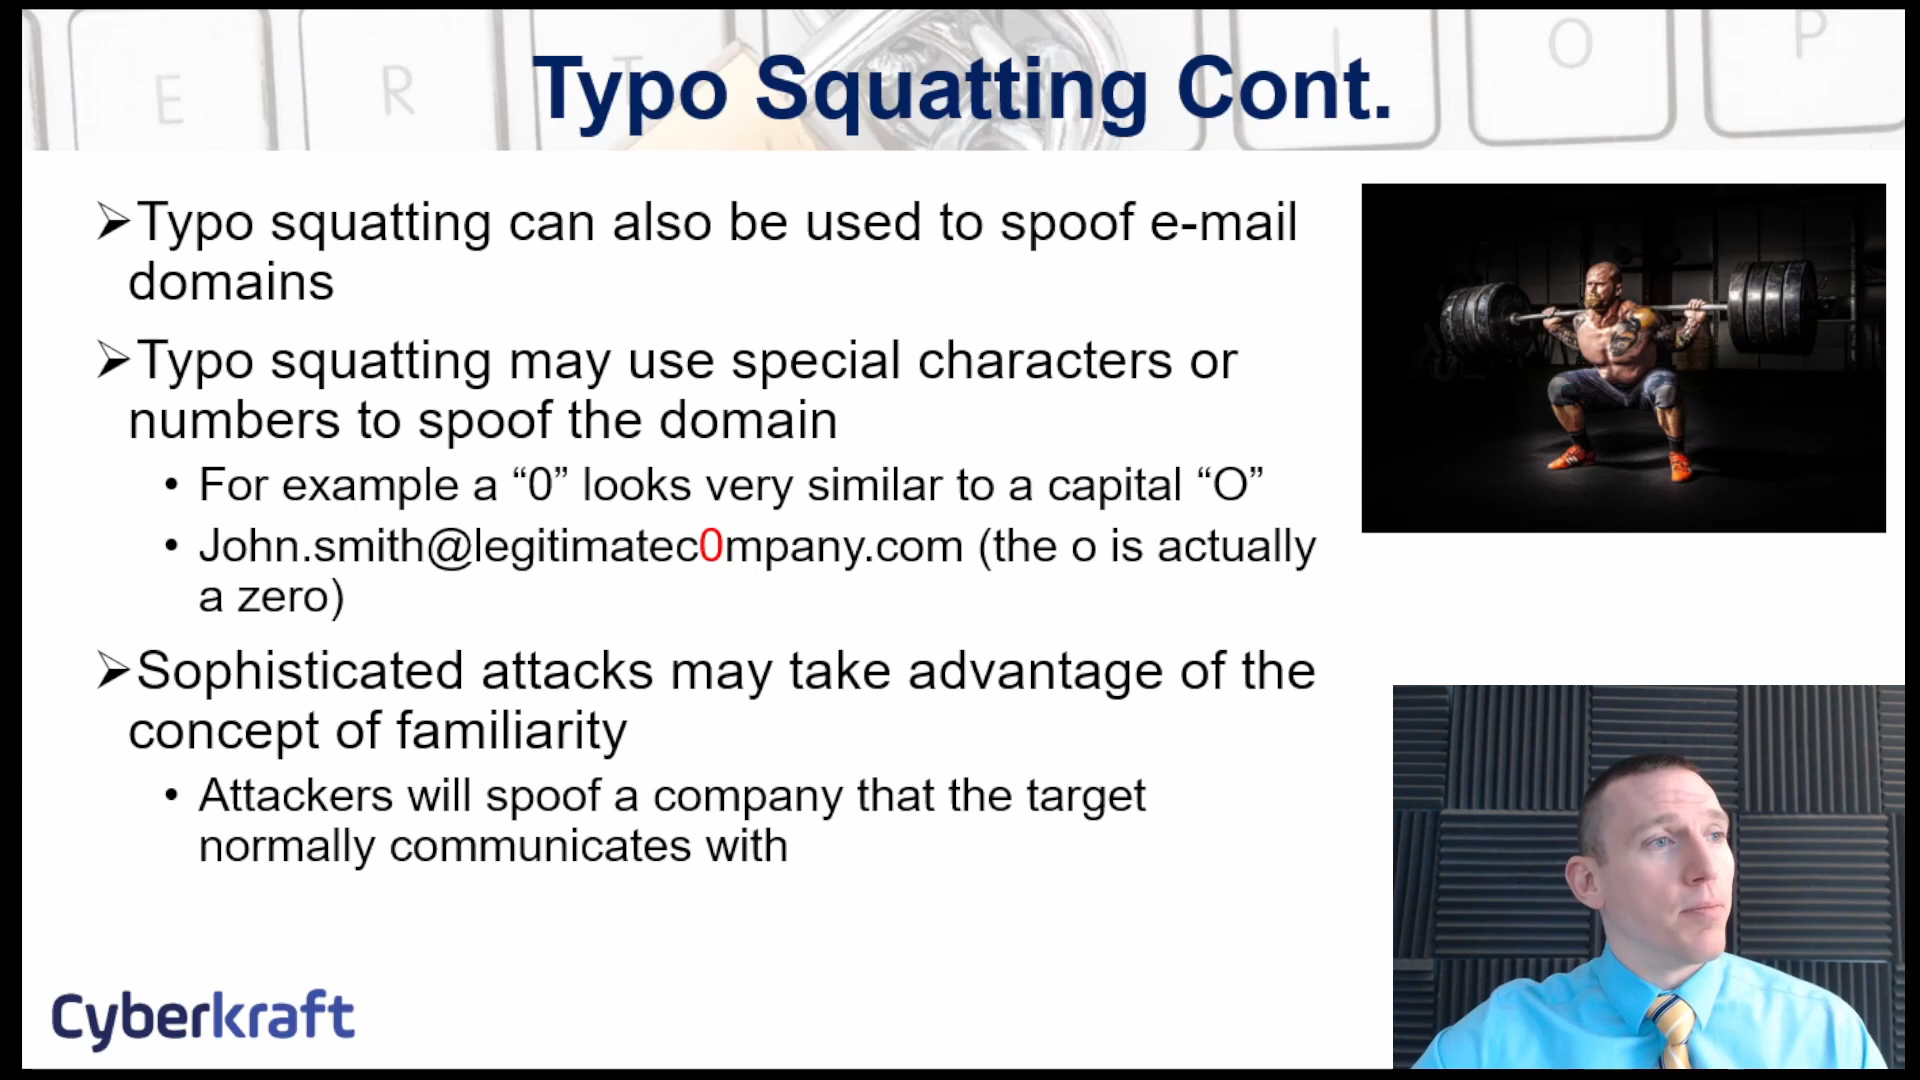 E R T I O P
Typo Squatting Cont.
➢Typo squatting can also be used to spoof e-mail
domains
➢Typo squatting may use special characters or
numbers to spoof the domain
• For example a “0” looks very similar to a capital “O”
• John.smith@legitimatec0mpany.com (the o is actually
a zero)
➢Sophisticated attacks may take advantage of the
concept of familiarity
• Attackers will spoof a company that the target
normally communicates with
Cyberkraft